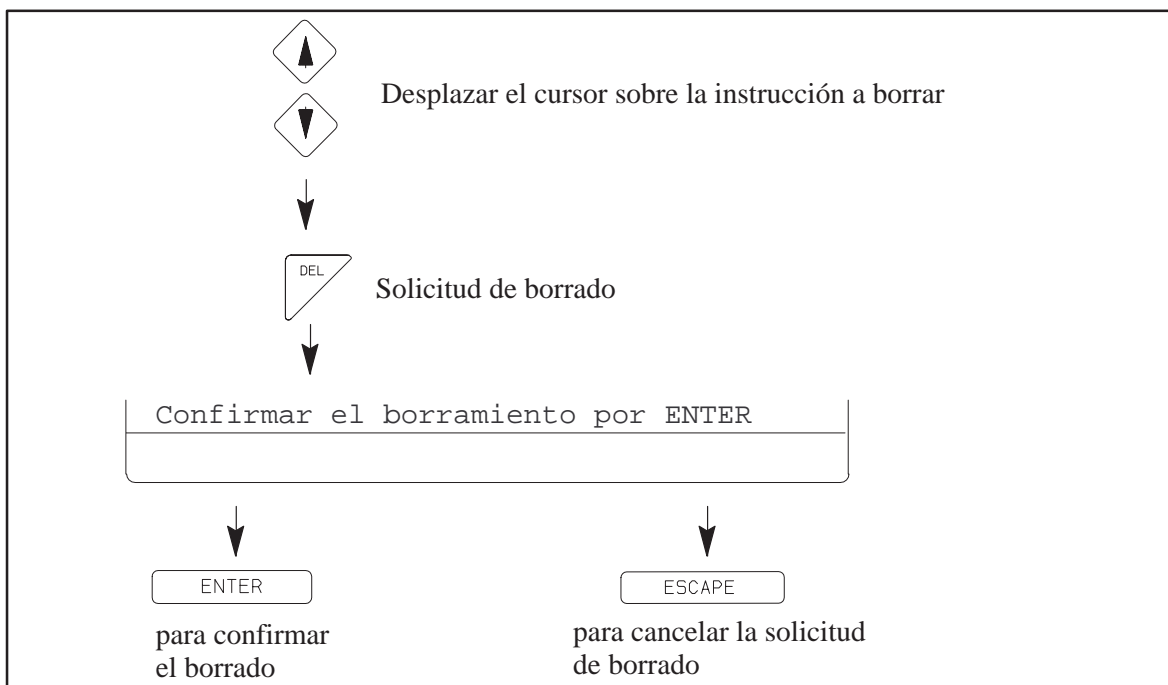 Desplazar el cursor sobre la instrucción a borrar
DEL
Solicitud de borrado
Confirmar el borramiento por ENTER
ENTER
para confirmar
el borrado
ESCAPE
para cancelar la solicitud
de borrado